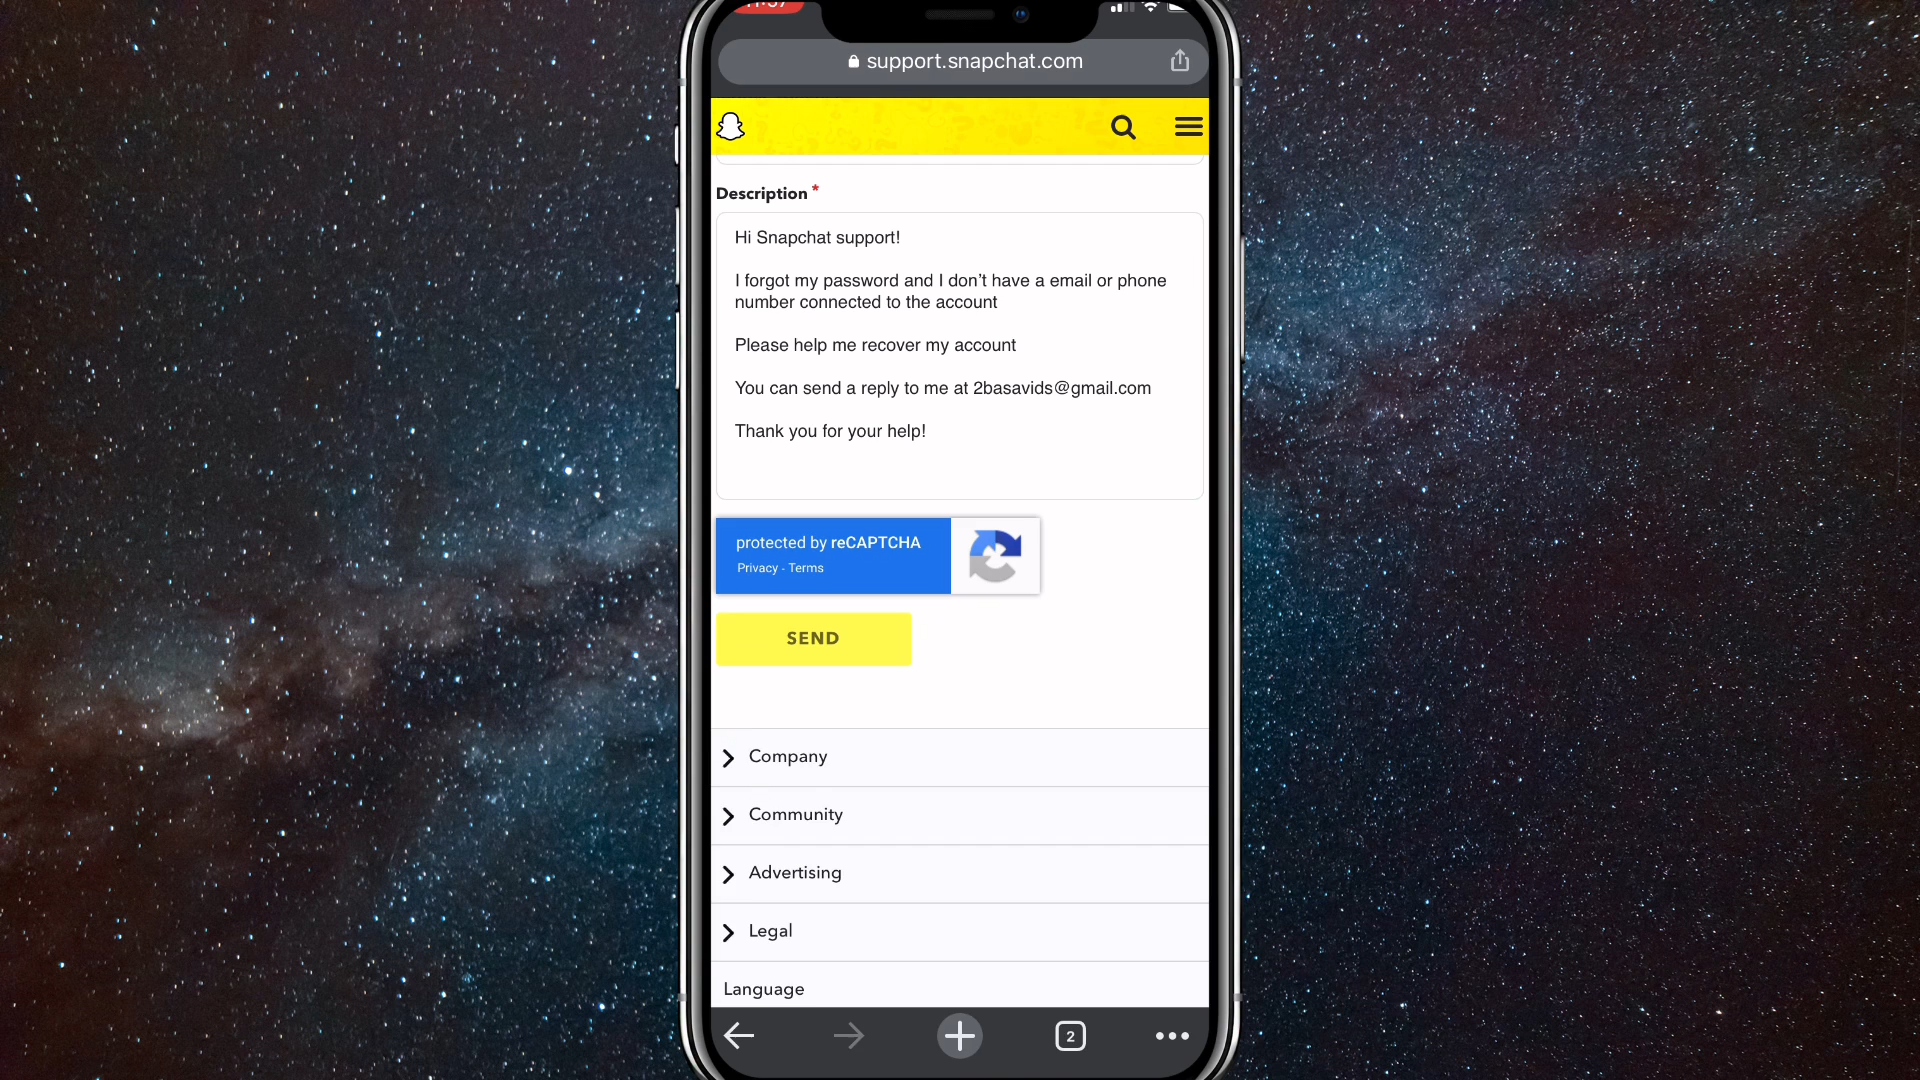 support.snapchat.com
Description *
Hi Snapchat support!
I forgot my password and I don’t have a email or phone
number connected to the account
Please help me recover my account
You can send a reply to me at 2basavids@gmail.com
Thank you for your help!
protected by reCAPTCHA
Privacy - Terms
SEND
Company
Community
Advertising
Legal
Language
2